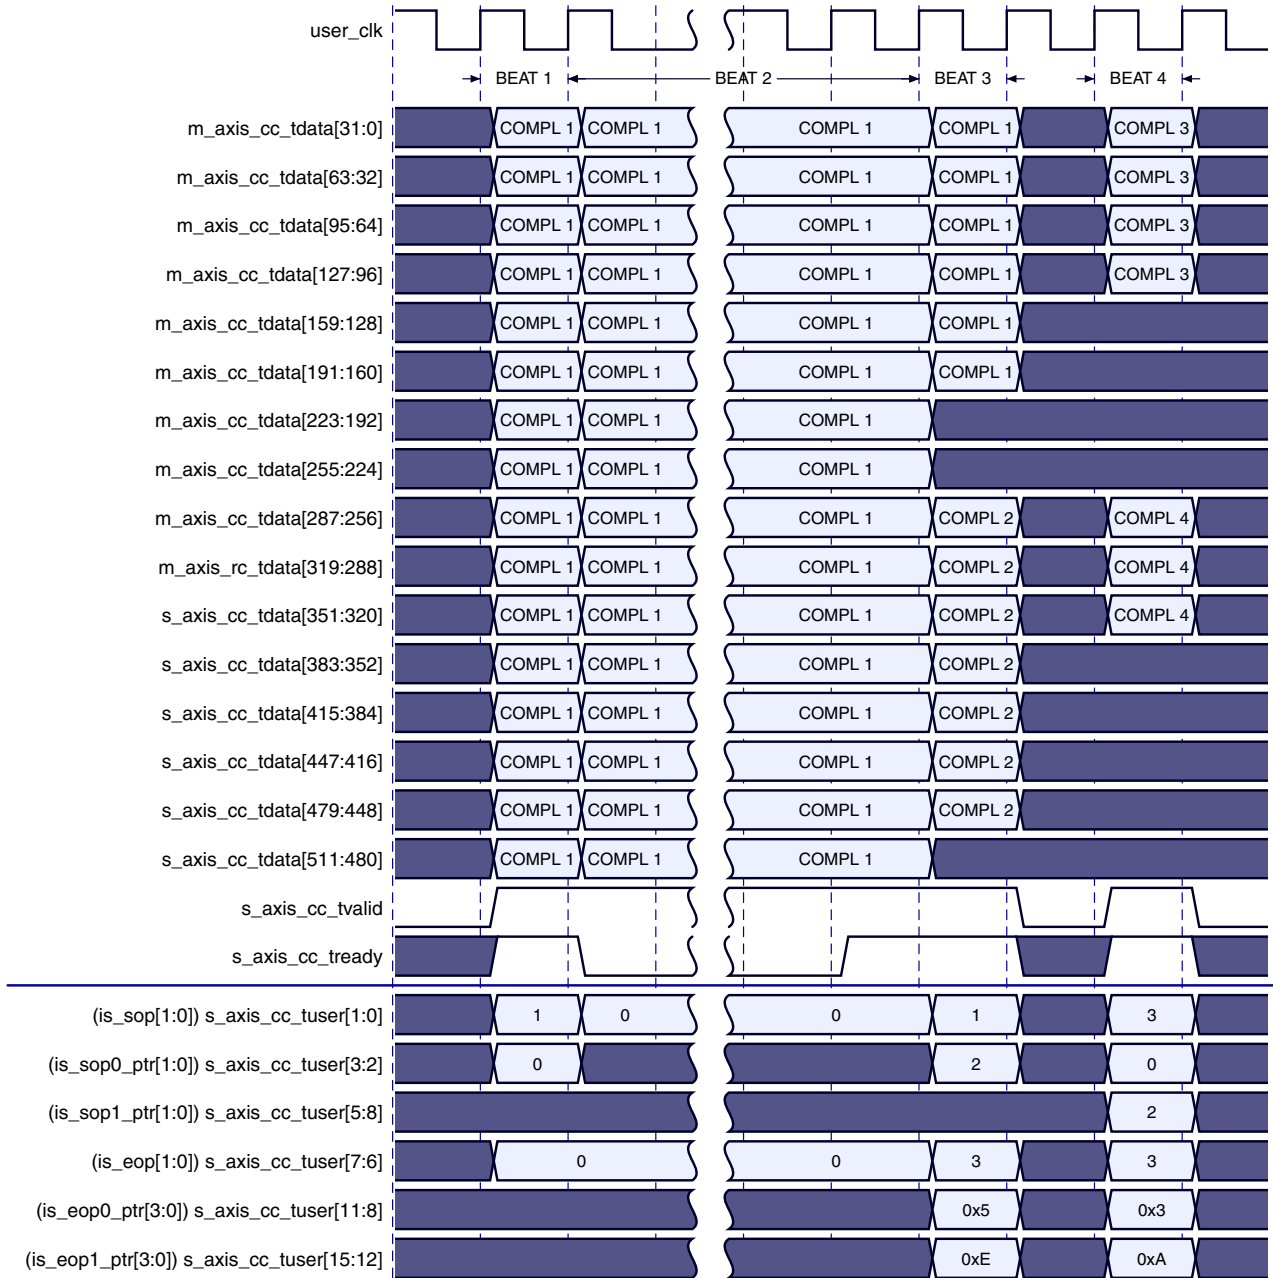 user_clk
BEAT 1 BEAT 2 BEAT 3 BEAT 4
m_axis_cc_tdata[31:0] COMPL 1 COMPL 1 COMPL 1 COMPL 1 COMPL 3
m_axis_cc_tdata[63:32] COMPL 1 COMPL 1 COMPL 1 COMPL 1 COMPL 3
m_axis_cc_tdata[95:64] COMPL 1 COMPL 1 COMPL 1 COMPL 1 COMPL 3
m_axis_cc_tdata[127:96] COMPL 1 COMPL 1 COMPL 1 COMPL 1 COMPL 3
m_axis_cc_tdata[159:128] COMPL 1 COMPL 1 COMPL 1 COMPL 1
m_axis_cc_tdata[191:160] COMPL 1 COMPL 1 COMPL 1 COMPL 1
m_axis_cc_tdata[223:192] COMPL 1 COMPL 1 COMPL 1
m_axis_cc_tdata[255:224] COMPL 1 COMPL 1 COMPL 1
m_axis_cc_tdata[287:256] COMPL 1 COMPL 1 COMPL 1 COMPL 2 COMPL 4
m_axis_rc_tdata[319:288] COMPL 1 COMPL 1 COMPL 1 COMPL 2 COMPL 4
s_axis_cc_tdata[351:320] COMPL 1 COMPL 1 COMPL 1 COMPL 2 COMPL 4
s_axis_cc_tdata[383:352] COMPL 1 COMPL 1 COMPL 1 COMPL 2
s_axis_cc_tdata[415:384] COMPL 1 COMPL 1 COMPL 1 COMPL 2
s_axis_cc_tdata[447:416] COMPL 1 COMPL 1 COMPL 1 COMPL 2
s_axis_cc_tdata[479:448] COMPL 1 COMPL 1 COMPL 1 COMPL 2
s_axis_cc_tdata[511:480] COMPL 1 COMPL 1 COMPL 1
s_axis_cc_tvalid
s_axis_cc_tready
(is_sop[1:0]) s_axis_cc_tuser[1:0] 1 0 0 1 3
(is_sop0_ptr[1:0]) s_axis_cc_tuser[3:2] 0 2 0
(is_sop1_ptr[1:0]) s_axis_cc_tuser[5:8] 2
(is_eop[1:0]) s_axis_cc_tuser[7:6] 0 0 3 3
(is_eop0_ptr[3:0]) s_axis_cc_tuser[11:8] 0x5 0x3
(is_eop1_ptr[3:0]) s_axis_cc_tuser[15:12] 0xE 0xA